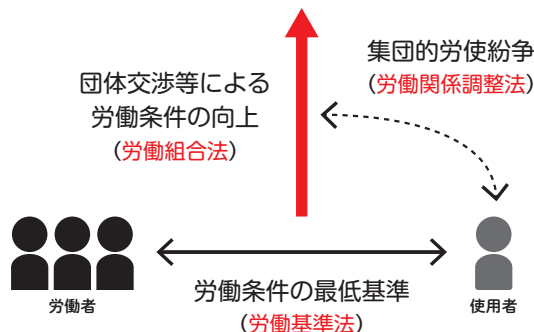 団体交渉等による
労働条件の向上
（労働組合法）
集団的労使紛争
（労働関係調整法）
労働者
労働条件の最低基準
（労働基準法）
使用者